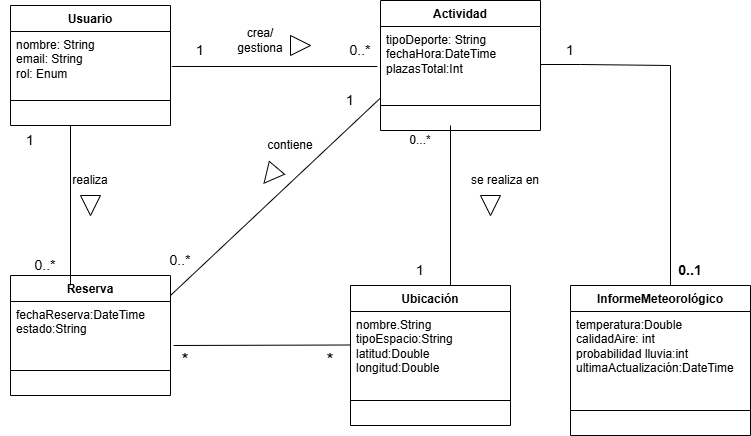 Usuario
nombre: String
email: String
rol: Enum
1
crea/
gestiona
0..*
Actividad
tipoDeporte: String
fechaHora:DateTime
plazasTotal:Int
1
1
1
contiene
0...*
realiza
se realiza en
0..*
0..*
1
0..1
Reserva
fechaReserva:DateTime
estado:String
*
*
Ubicación
nombre.String
tipoEspacio:String
latitud:Double
longitud:Double
InformeMeteorológico
temperatura:Double
calidadAire: int
probabilidad lluvia:int
ultimaActualización:DateTime